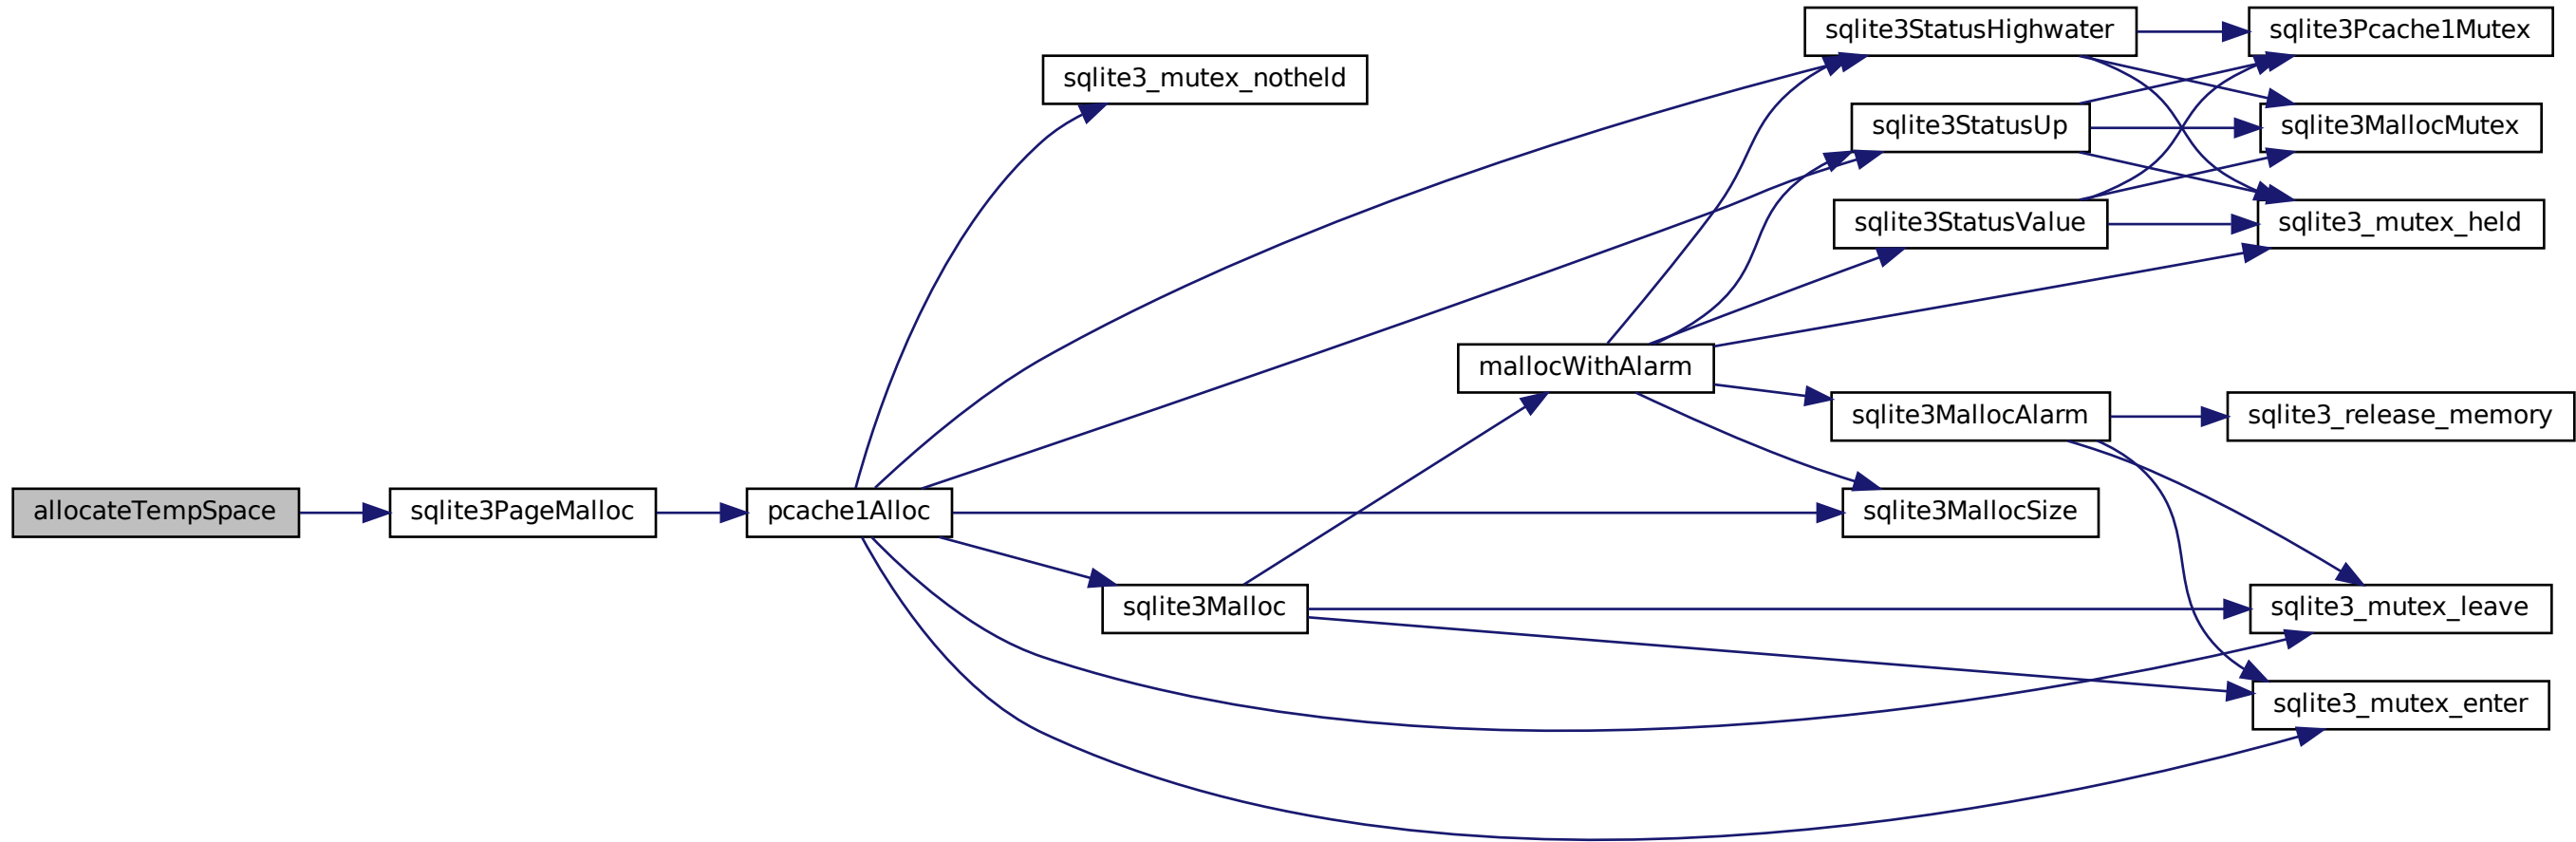 allocateTempSpace
sqlite3PageMalloc
pcache1Alloc
sqlite3_mutex_notheld
sqlite3Malloc
mallocWithAlarm
sqlite3StatusHighwater
sqlite3StatusUp
sqlite3StatusValue
sqlite3MallocAlarm
sqlite3MallocSize
sqlite3Pcache1Mutex
sqlite3MallocMutex
sqlite3_mutex_held
sqlite3_release_memory
sqlite3_mutex_leave
sqlite3_mutex_enter